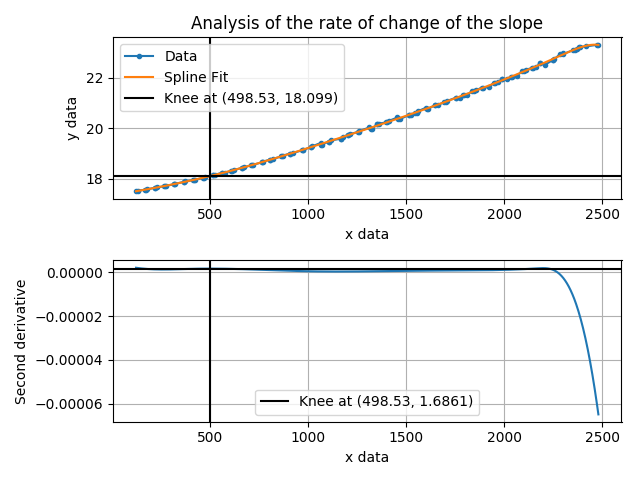 Analysis of the rate of change of the slope
Data
Spline Fit
Knee at (498.53, 18.099)
22
20
18
y data
500 1000 1500 2000 2500
x data
0.00000
−0.00002
−0.00004
−0.00006
Second derivative
Knee at (498.53, 1.6861)
500 1000 1500 2000 2500
x data